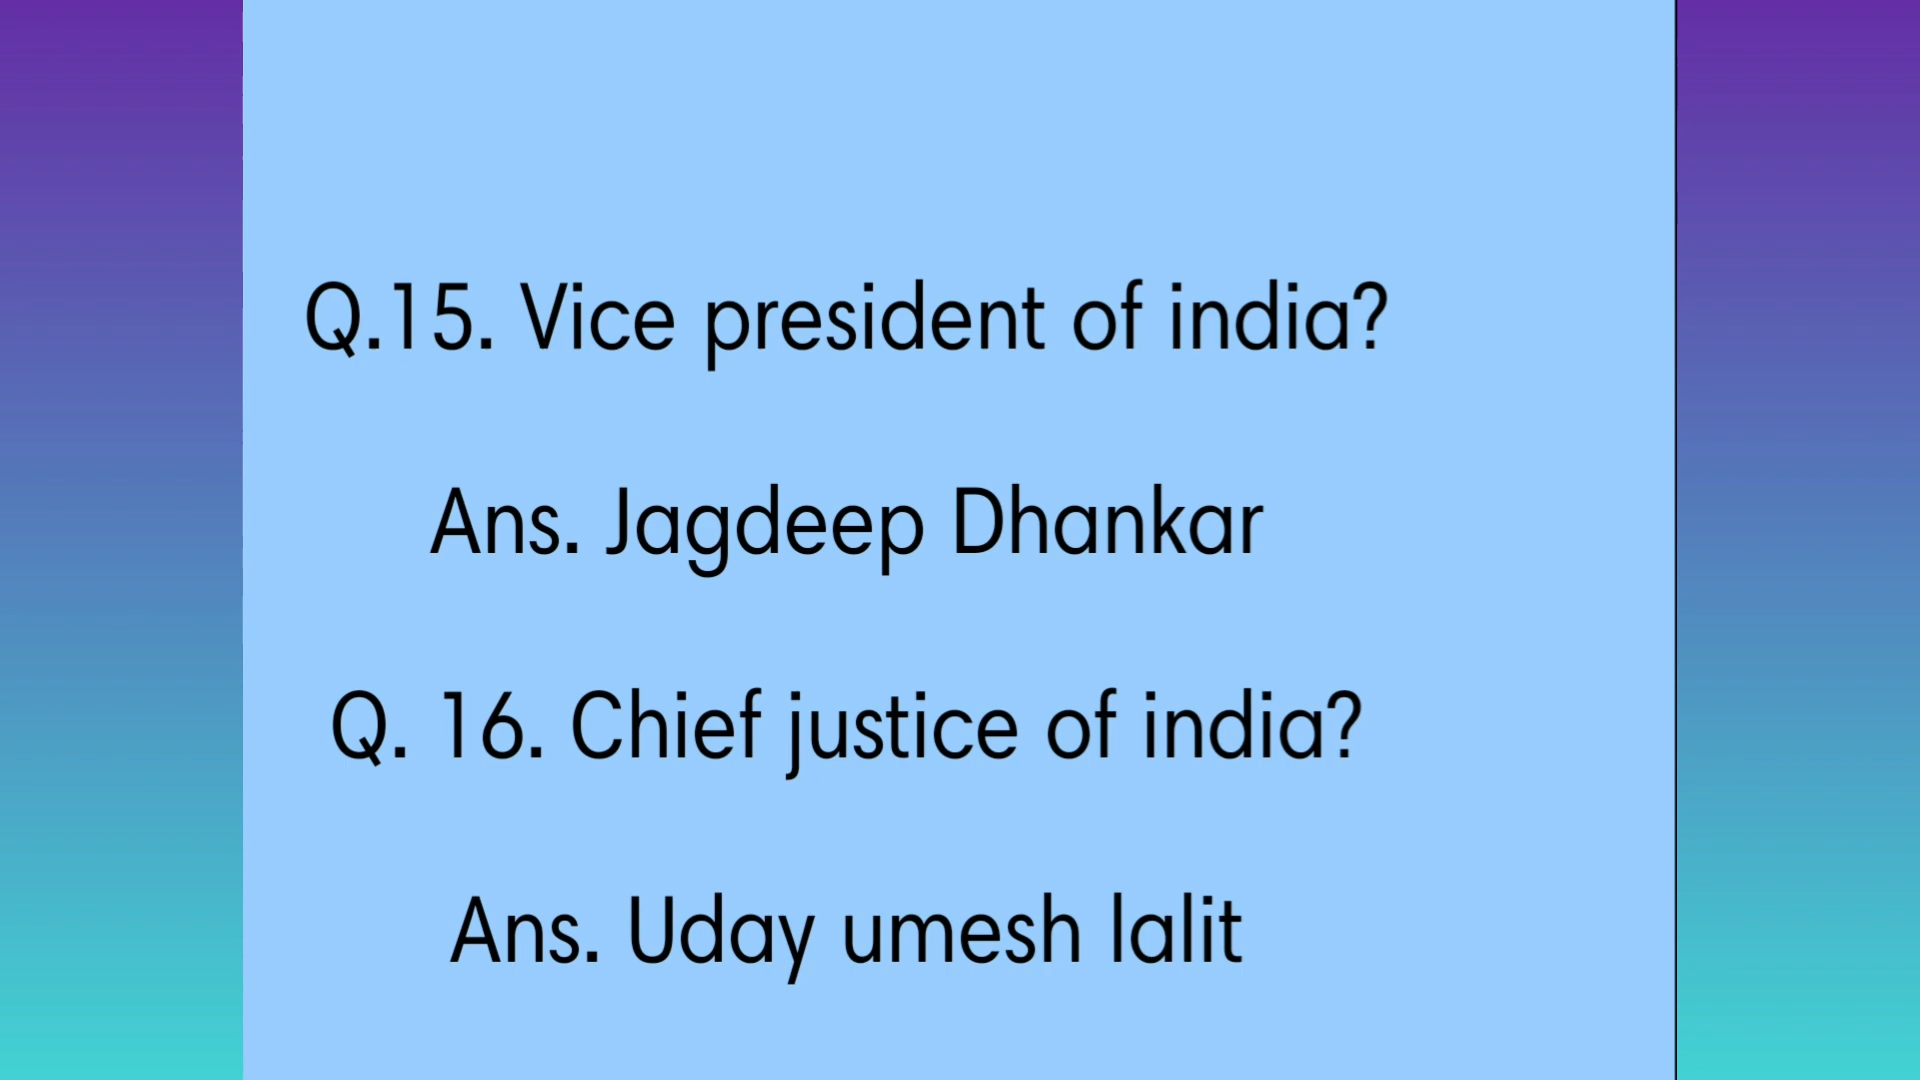 Q.15. Vice president of india?
Ans. Jagdeep Dhankar
Q. 16. Chief justice of india?
Ans. Uday umesh lalit